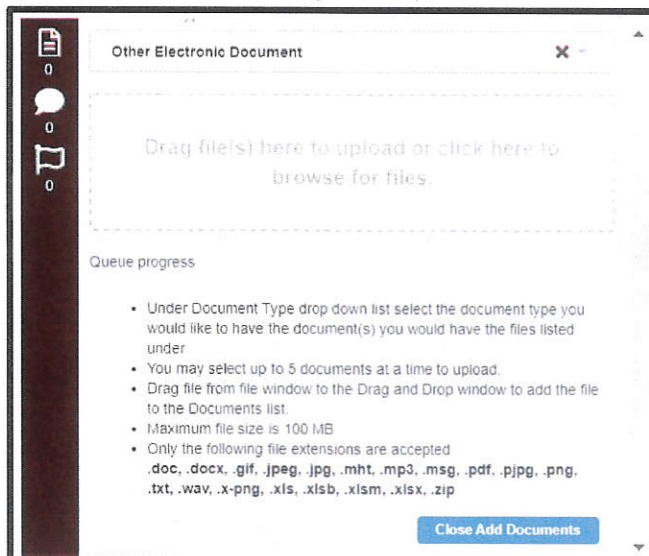 Other Electronic Document
0
0
0
Drag file(s) here to upload or click here to
browse for files.
Queue progress
• Under Document Type drop down list select the document type you
would like to have the document(s) you would have the files listed
under
• You may select up to 5 documents at a time to upload.
• Drag file from file window to the Drag and Drop window to add the file
to the Documents list.
• Maximum file size is 100 MB
• Only the following file extensions are accepted
.doc, .docx, .gif, .jpeg, .jpg, .mht, .mp3, .msg, .pdf, .pjpg, .png,
.txt, .wav, .x-png, .xls, .xlsb, .xlsm, .xlsx, .zip
Close Add Documents